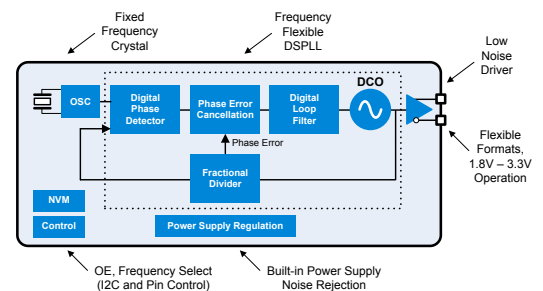 Fixed
Frequency
Crystal
Frequency
Flexible
DSPLL
Low
Noise
Driver
OSC
Digital
Phase
Detector
Phase Error
Cancellation
Digital
Loop
Filter
DCO
Phase Error
Fractional
Divider
Flexible
Formats,
1.8V – 3.3V
Operation
NVM
Control
Power Supply Regulation
OE, Frequency Select
(I2C and Pin Control)
Built-in Power Supply
Noise Rejection